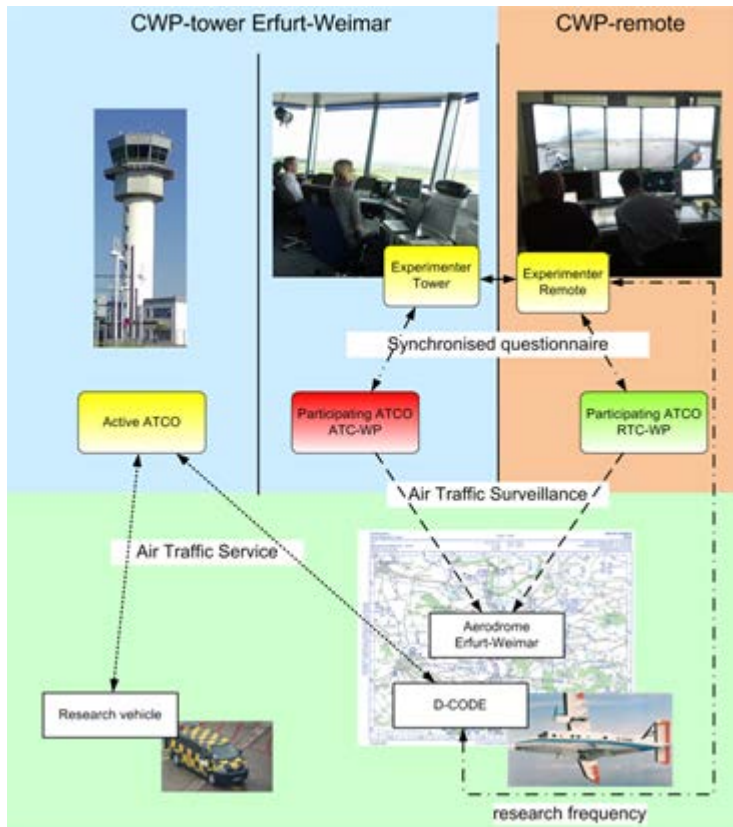 CWP-tower Erfurt-Weimar
CWP-remote
Experimenter
Tower
Experimenter
Remote
Synchronised questionnaire
Active ATCO
Participating ATCO
ATC-WP
Participating ATCO
RTC-WP
Air Traffic Surveillance
Air Traffic Service
Aerodrome
Erfurt-Weimar
Research vehicle
D-CODE
research frequency